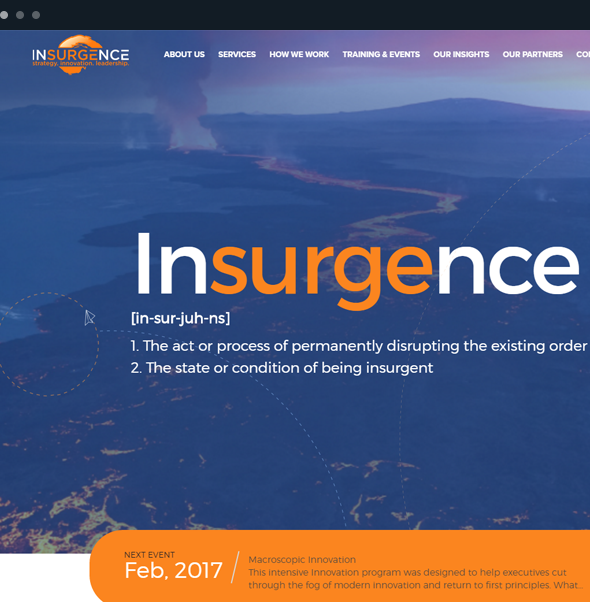 INSURGENCE
strategy. innovation. leadership.
ABOUT US SERVICES HOW WE WORK TRAINING & EVENTS OUR INSIGHTS OUR PARTNERS
Insurgence
[in-sur-juh-ns]
1. The act or process of permanently disrupting the existing order
2. The state or condition of being insurgent
NEXT EVENT
Feb, 2017
Macroscopic Innovation
This intensive Innovation program was designed to help executives cut
through the fog of modern innovation and return to first principles. What...